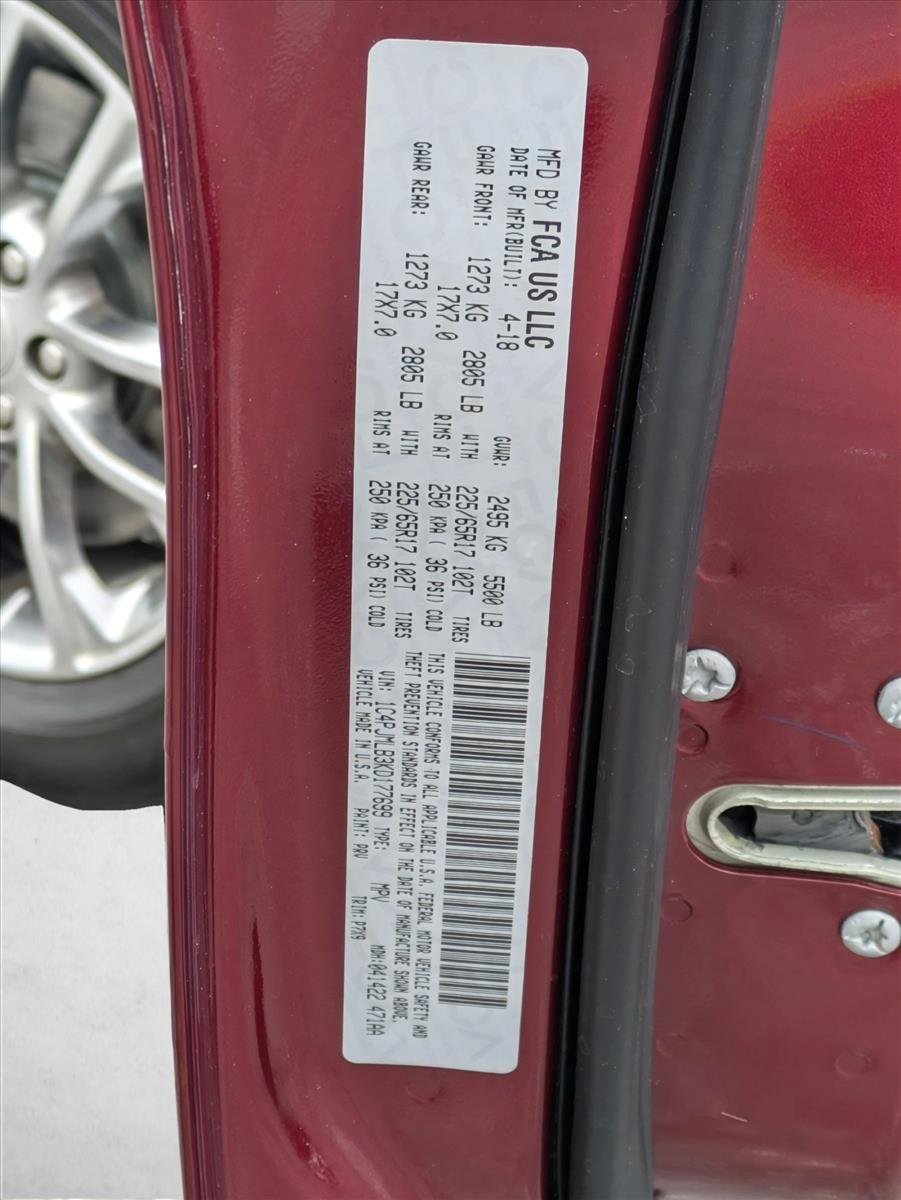 MFD BY FCA US LLC
DATE OF MFR(BUILT): 4-18 GVWR: 2495 KG 5500 LB
GAWR FRONT: 1273 KG 2805 LB WITH 225/65R17 102T TIRES
17X7.0 RIMS AT 250 KPA ( 36 PSI) COLD
GAWR REAR: 1273 KG 2805 LB WITH 225/65R17 102T TIRES
17X7.0 RIMS AT 250 KPA ( 36 PSI) COLD
THIS VEHICLE CONFORMS TO ALL APPLICABLE U.S.A. FEDERAL MOTOR VEHICLE SAFETY AND
THEFT PREVENTION STANDARDS IN EFFECT ON THE DATE OF MANUFACTURE SHOWN ABOVE.
VIN: 1C4PJMLB3KD177699 TYPE: MPV MDH:041422 471AA
VEHICLE MADE IN U.S.A. PAINT: PRV TRIM: P7X9